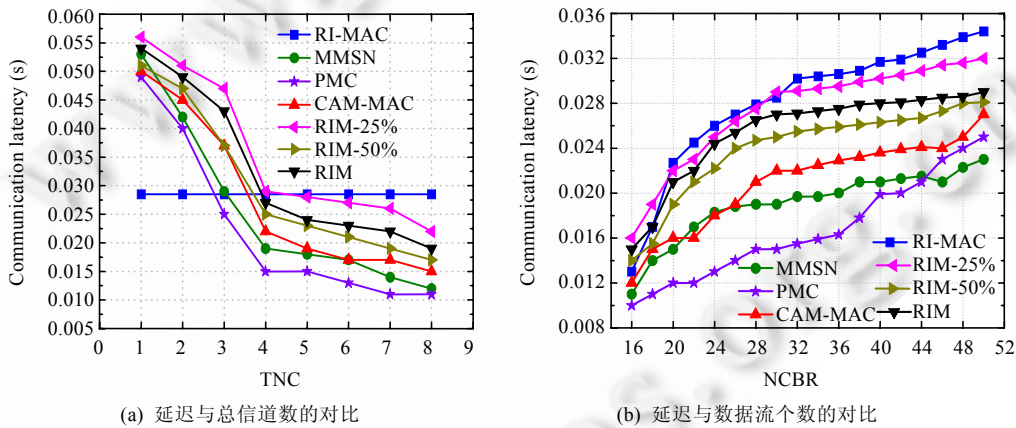 0.060
0.055
0.050
0.045
0.040
0.035
0.030
0.025
0.020
0.015
0.010
0.005
Communication latency (s)
RI-MAC
MMSN
PMC
CAM-MAC
RIM-25%
RIM-50%
RIM
0 1 2 3 4 5 6 7 8 9
TNC
(a) 延迟与总信道数的对比
0.036
0.032
0.028
0.024
0.020
0.016
0.012
0.008
Communication latency (s)
MMSN
PMC
CAM-MAC
RI-MAC
RIM-25%
RIM-50%
RIM
16 20 24 28 32 36 40 44 48 52
NCBR
(b) 延迟与数据流个数的对比